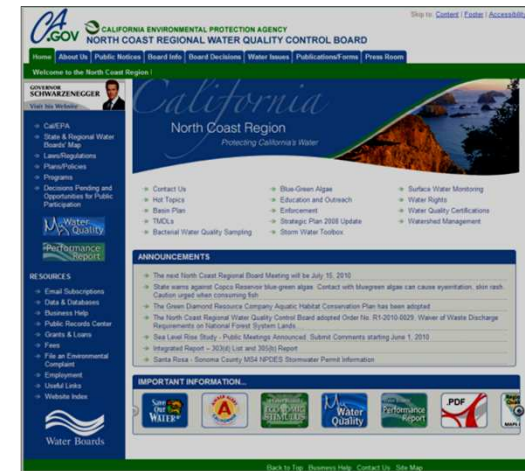 Skip to: Content | Footer | Accessibility
CA.GOV
CALIFORNIA ENVIRONMENTAL PROTECTION AGENCY
NORTH COAST REGIONAL WATER QUALITY CONTROL BOARD
Home About Us Public Notices Board Info Board Decisions Water Issues Publications/Forms Press Room
Welcome to the North Coast Region !
GOVERNOR
SCHWARZENEGGER
Visit his Website
Cal/EPA
State & Regional Water
Boards' Map
Laws/Regulations
Plans/Policies
Programs
Decisions Pending and
Opportunities for Public
Participation
My Water
Quality
Performance
Report
RESOURCES
Email Subscriptions
Data & Databases
Business Help
Public Records Center
Grants & Loans
Fees
File an Environmental
Complaint
Employment
Useful Links
Website Index
Water Boards
California
North Coast Region
Protecting California's Water
Contact Us
Hot Topics
Basin Plan
TMDLs
Bacterial Water Quality Sampling
Blue-Green Algae
Education and Outreach
Enforcement
Strategic Plan 2008 Update
Storm Water Toolbox
Surface Water Monitoring
Water Rights
Water Quality Certifications
Watershed Management
ANNOUNCEMENTS
The next North Coast Regional Board Meeting will be July 15, 2010
State warns against Copco Reservoir blue-green algae. Contact with bluegreen algae can cause eyeirritation, skin rash.
Caution urged when consuming fish
The Green Diamond Resource Company Aquatic Habitat Conservation Plan has been adopted
The North Coast Regional Water Quality Control Board adopted Order No. R1-2010-0029, Waiver of Waste Discharge
Requirements on National Forest System Lands...
Sea Level Rise Study - Public Meetings Announced. Submit Comments starting June 1, 2010
Integrated Report – 303(d) List and 305(b) Report
Santa Rosa - Sonoma County MS4 NPDES Stormwater Permit Information
IMPORTANT INFORMATION...
Save
Our
WATER
A
ECONOMIC
STIMULUS
My Water
Quality
Performance
Report
.PDF
Back to Top Business Help Contact Us Site Map